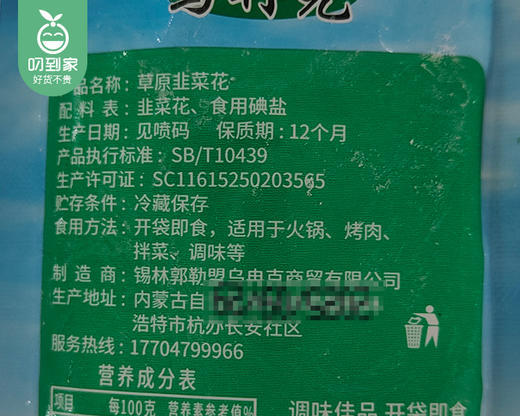 叨到家
好货不贵
品名称：草原韭菜花
配 料 表：韭菜花、食用碘盐
生产日期：见喷码 保质期：12个月
产品执行标准：SB/T10439
生产许可证：SC11615250203565
贮存条件：冷藏保存
食用方法：开袋即食，适用于火锅、烤肉、
拌菜、调味等
制 造 商：锡林郭勒盟乌冉克商贸有限公司
生产地址：内蒙古自
浩特市杭办长安社区
服务热线：17704799966
营养成分表
项目 每100克 营养素参考值%
调味佳品 开袋即食